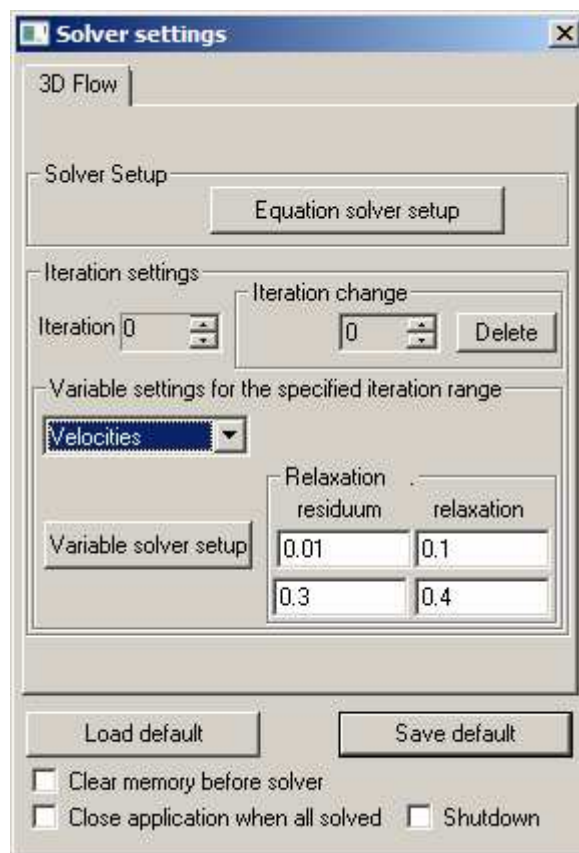 Solver settings
3D Flow
Solver Setup
Equation solver setup
Iteration settings
Iteration change
Iteration 0 0 Delete
Variable settings for the specified iteration range
Velocities
Relaxation .
residuum relaxation
Variable solver setup 0.01 0.1
0.3 0.4
Load default Save default
Clear memory before solver
Close application when all solved Shutdown